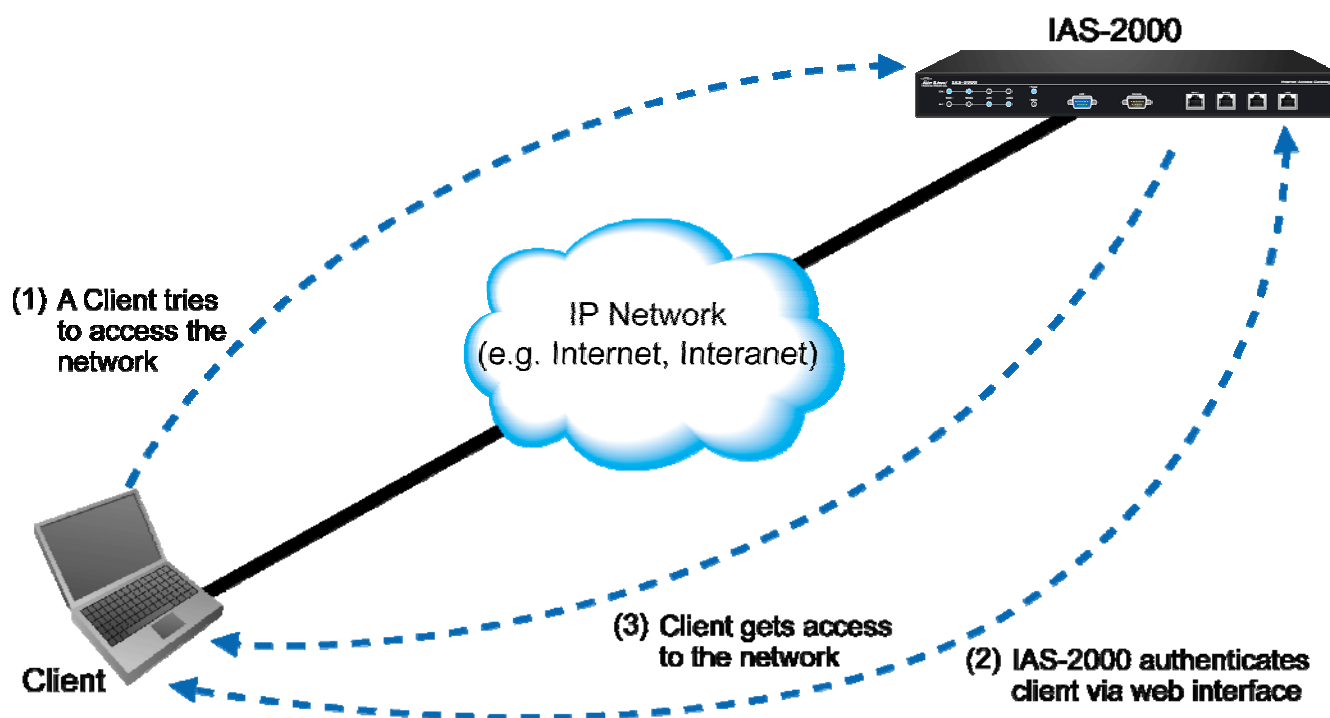 IAS-2000
(1) A Client tries
to access the
network
IP Network
(e.g. Internet, Interanet)
(3) Client gets access
to the network
(2) IAS-2000 authenticates
client via web interface
Client